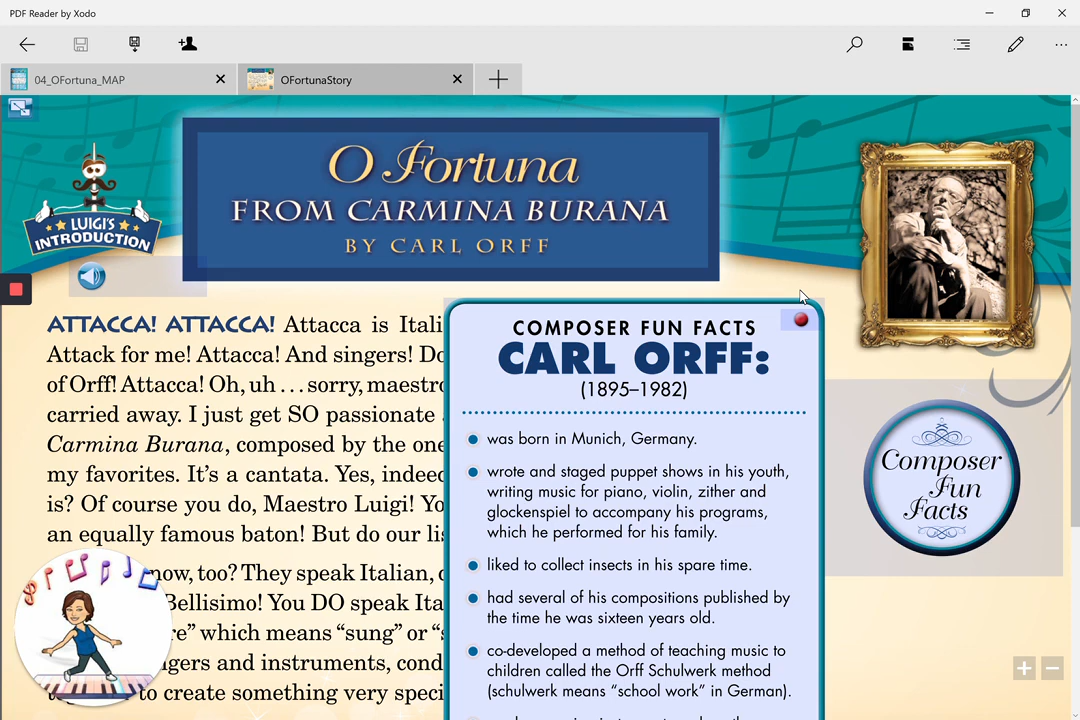 PDF Reader by Xodo
04_OFortuna_MAP
OFortunaStory
O Fortuna
FROM CARMINA BURANA
BY CARL ORFF
LUIGI'S
INTRODUCTION
ATTACCA! ATTACCA! Attacca is Itali
Attack for me! Attacca! And singers! Do
of Orff! Attacca! Oh, uh . . . sorry, maestro
carried away. I just get SO passionate
Carmina Burana, composed by the one
my favorites. It's a cantata. Yes, indeed
is? Of course you do, Maestro Luigi! Yo
an equally famous baton! But do our lis
now, too? They speak Italian, o
Bellisimo! You DO speak Ita
re" which means "sung" or "s
ngers and instruments, cond
to create something very speci
COMPOSER FUN FACTS
CARL ORFF:
(1895–1982)
• was born in Munich, Germany.
• wrote and staged puppet shows in his youth,
writing music for piano, violin, zither and
glockenspiel to accompany his programs,
which he performed for his family.
• liked to collect insects in his spare time.
• had several of his compositions published by
the time he was sixteen years old.
• co-developed a method of teaching music to
children called the Orff Schulwerk method
(schulwerk means "school work" in German).
Composer
Fun
Facts